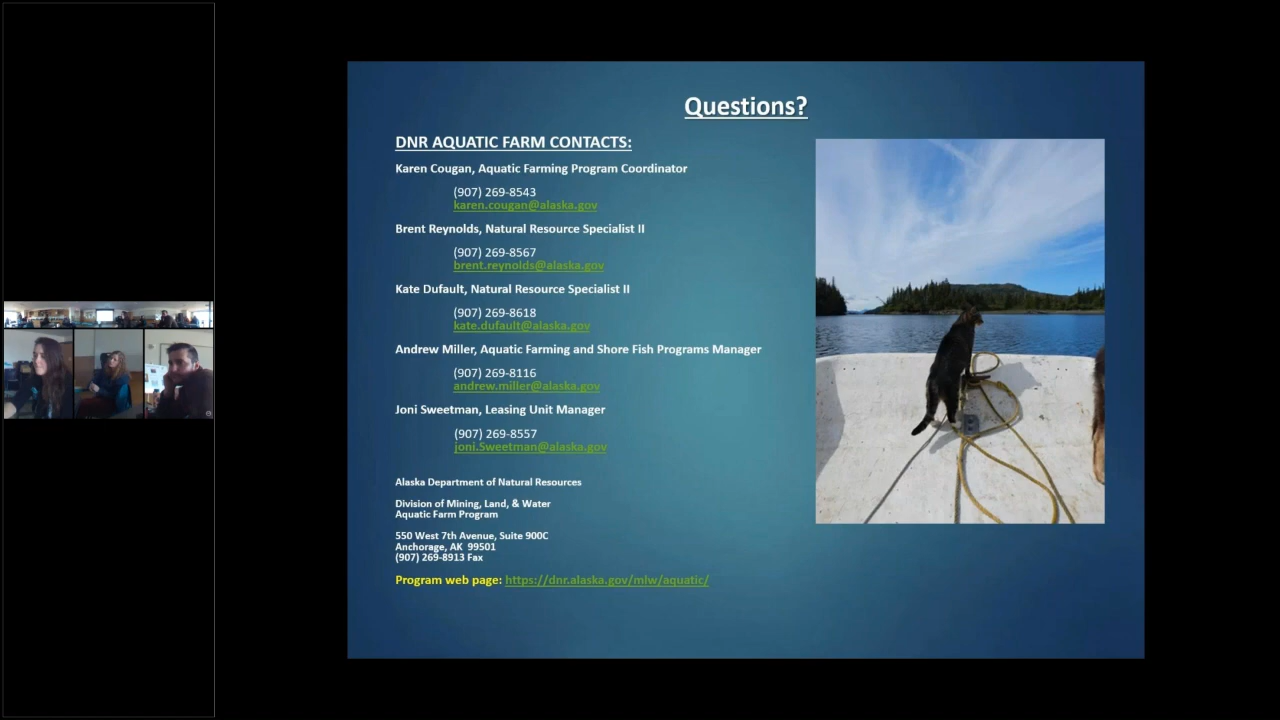 Questions?
DNR AQUATIC FARM CONTACTS:
Karen Cougan, Aquatic Farming Program Coordinator
(907) 269-8543
karen.cougan@alaska.gov
Brent Reynolds, Natural Resource Specialist II
(907) 269-8567
brent.reynolds@alaska.gov
Kate Dufault, Natural Resource Specialist II
(907) 269-8618
kate.dufault@alaska.gov
Andrew Miller, Aquatic Farming and Shore Fish Programs Manager
(907) 269-8116
andrew.miller@alaska.gov
Joni Sweetman, Leasing Unit Manager
(907) 269-8557
joni.Sweetman@alaska.gov
Alaska Department of Natural Resources
Division of Mining, Land, & Water
Aquatic Farm Program
550 West 7th Avenue, Suite 900C
Anchorage, AK 99501
(907) 269-8913 Fax
Program web page: https://dnr.alaska.gov/mlw/aquatic/